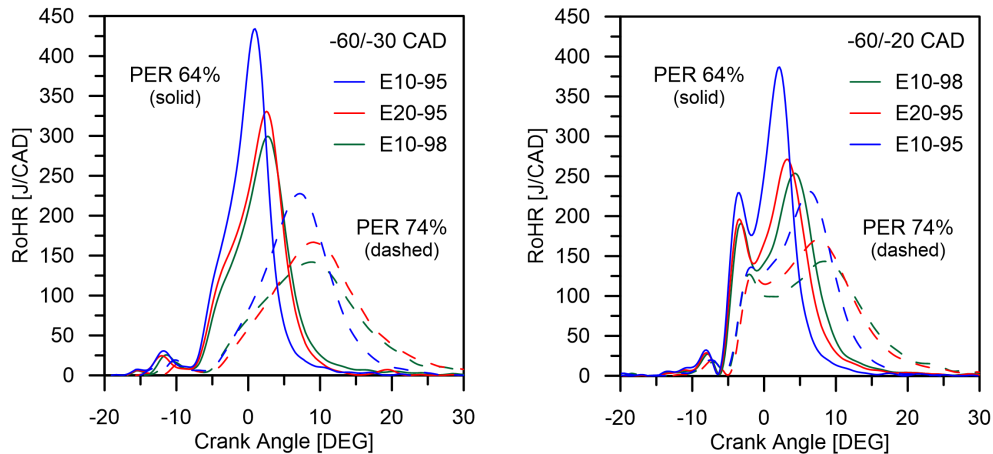 -60/-30 CAD
PER 64%
(solid)
E10-95
E20-95
E10-98
PER 74%
(dashed)
RoHR [J/CAD]
450
400
350
300
250
200
150
100
50
0
-20 -10 0 10 20 30
Crank Angle [DEG]
-60/-20 CAD
PER 64%
(solid)
E10-98
E20-95
E10-95
PER 74%
(dashed)
RoHR [J/CAD]
450
400
350
300
250
200
150
100
50
0
-20 -10 0 10 20 30
Crank Angle [DEG]